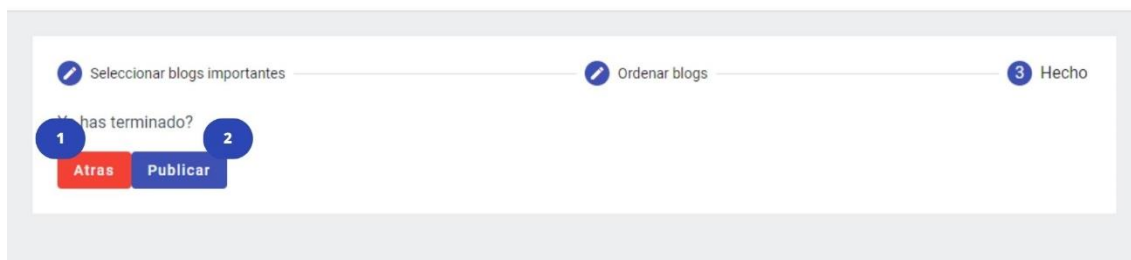 Seleccionar blogs importantes Ordenar blogs 3 Hecho
has terminado?
1 2
Atras Publicar